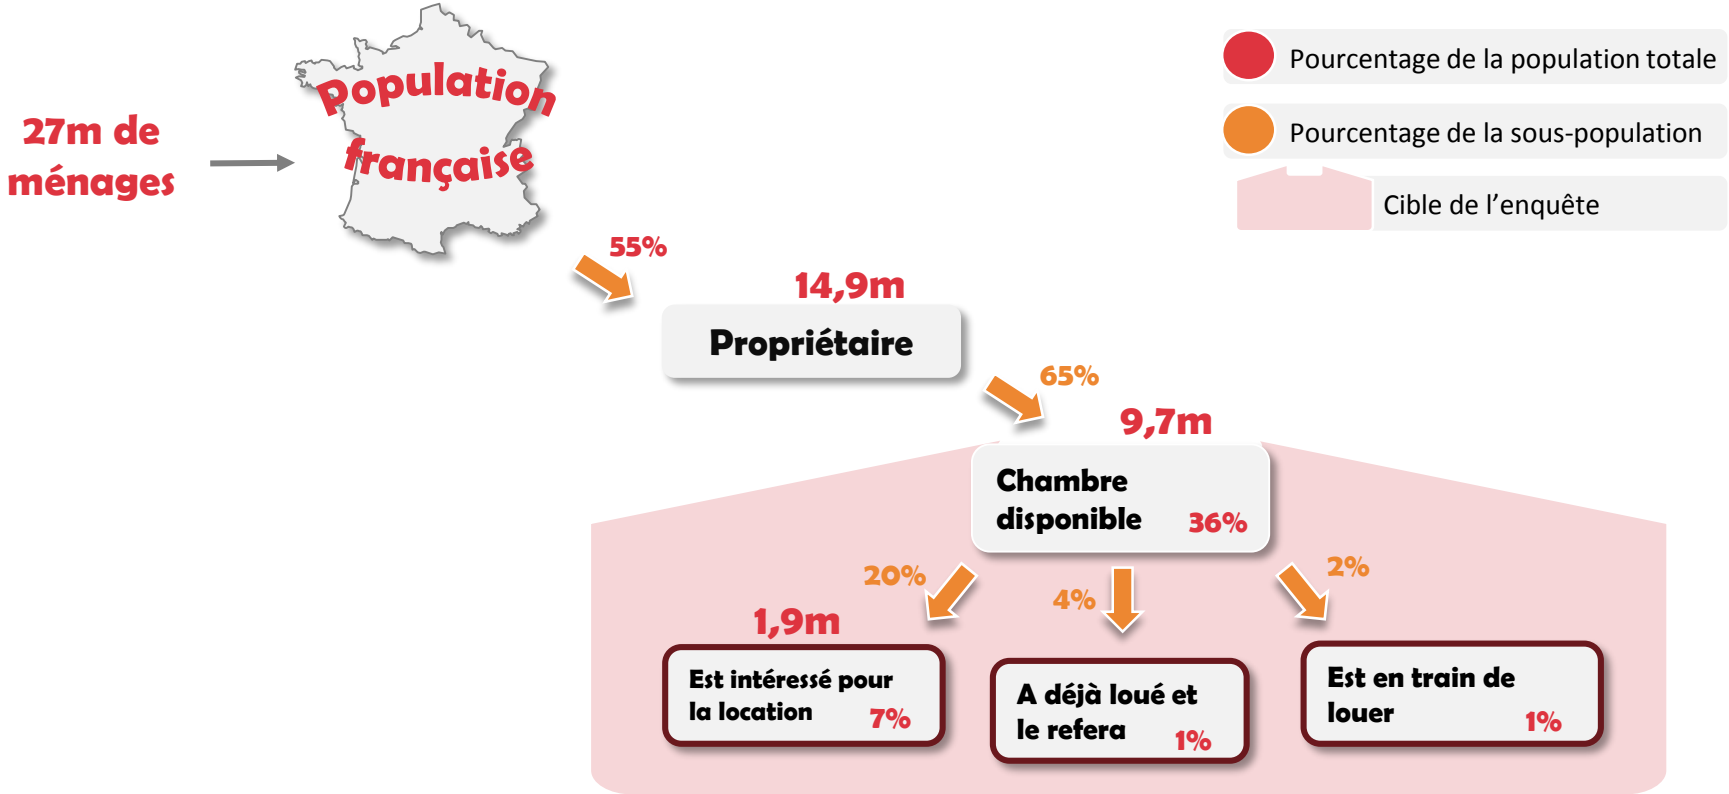 Population
française
27m de
ménages
Pourcentage de la population totale
Pourcentage de la sous-population
Cible de l’enquête
55%
14,9m
Propriétaire
65%
9,7m
Chambre
disponible 36%
20%
4%
2%
1,9m
Est intéressé pour
la location 7%
A déjà loué et
le refera 1%
Est en train de
louer 1%